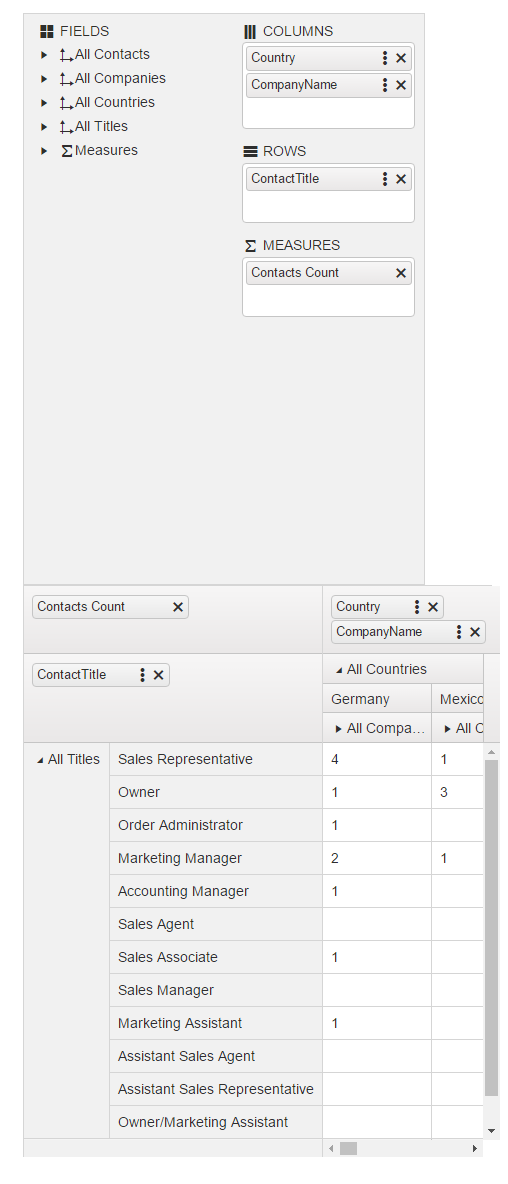 FIELDS
All Contacts
All Companies
All Countries
All Titles
Measures
COLUMNS
Country
CompanyName
ROWS
ContactTitle
MEASURES
Contacts Count
Contacts Count
Country
CompanyName
ContactTitle
All Countries
Germany Mexico
All Compa... All C
All Titles Sales Representative 4 1
Owner 1 3
Order Administrator 1
Marketing Manager 2 1
Accounting Manager 1
Sales Agent
Sales Associate 1
Sales Manager
Marketing Assistant 1
Assistant Sales Agent
Assistant Sales Representative
Owner/Marketing Assistant